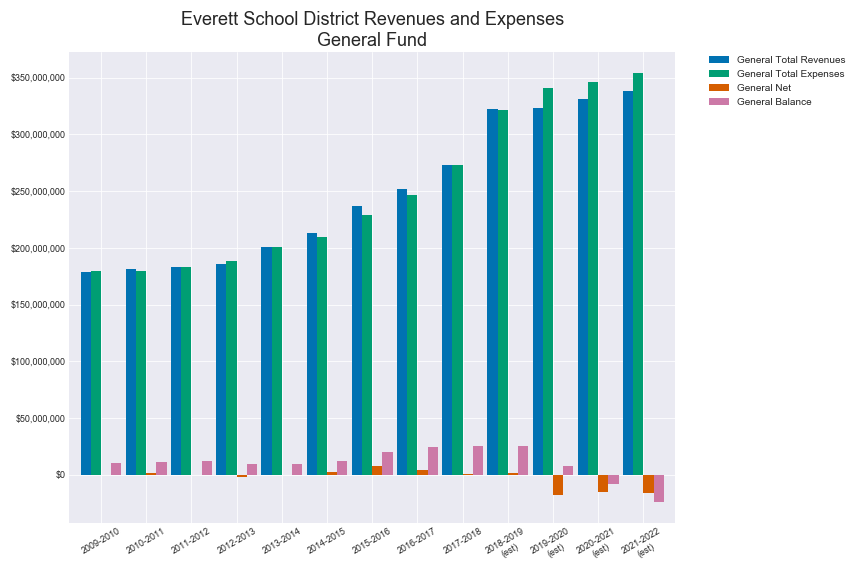 Everett School District Revenues and Expenses
General Fund
General Total Revenues
General Total Expenses
General Net
General Balance
$350,000,000
$300,000,000
$250,000,000
$200,000,000
$150,000,000
$100,000,000
$50,000,000
$0
2009-2010
2010-2011
2011-2012
2012-2013
2013-2014
2014-2015
2015-2016
2016-2017
2017-2018
2018-2019
(est)
2019-2020
(est)
2020-2021
(est)
2021-2022
(est)